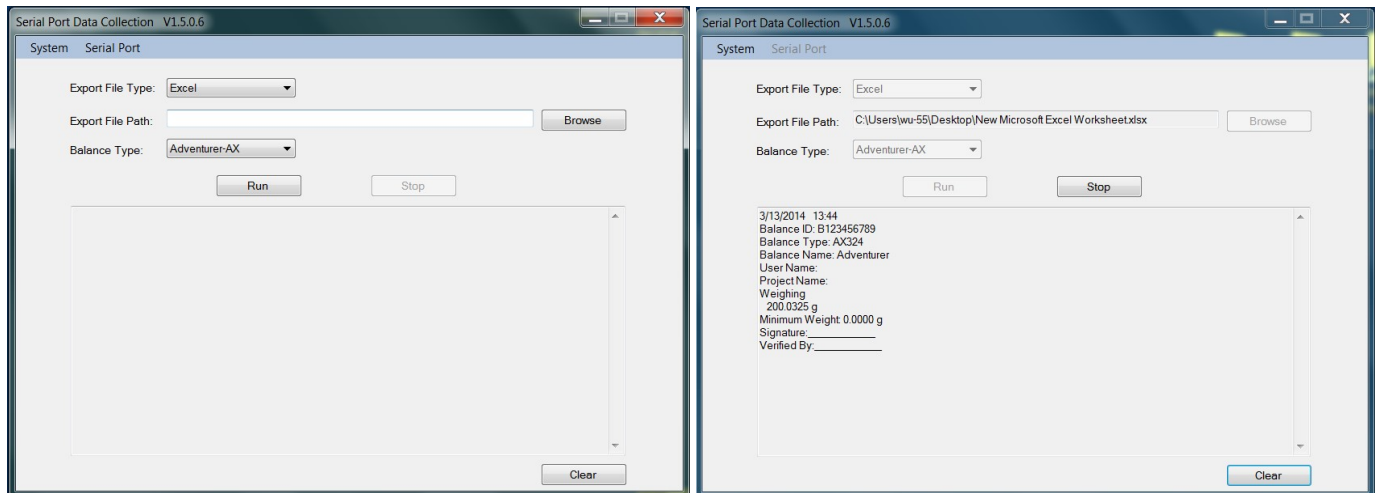 Serial Port Data Collection V1.5.0.6
System Serial Port
Export File Type: Excel
Export File Path: Browse
Balance Type: Adventurer-AX
Run Stop
Clear
Serial Port Data Collection V1.5.0.6
System Serial Port
Export File Type: Excel
Export File Path: C:\Users\wu-55\Desktop\New Microsoft Excel Worksheet.xlsx Browse
Balance Type: Adventurer-AX
Run Stop
3/13/2014 13:44
Balance ID: B123456789
Balance Type: AX324
Balance Name: Adventurer
User Name:
Project Name:
Weighing
200.0325 g
Minimum Weight: 0.0000 g
Signature:____________
Verified By:____________
Clear